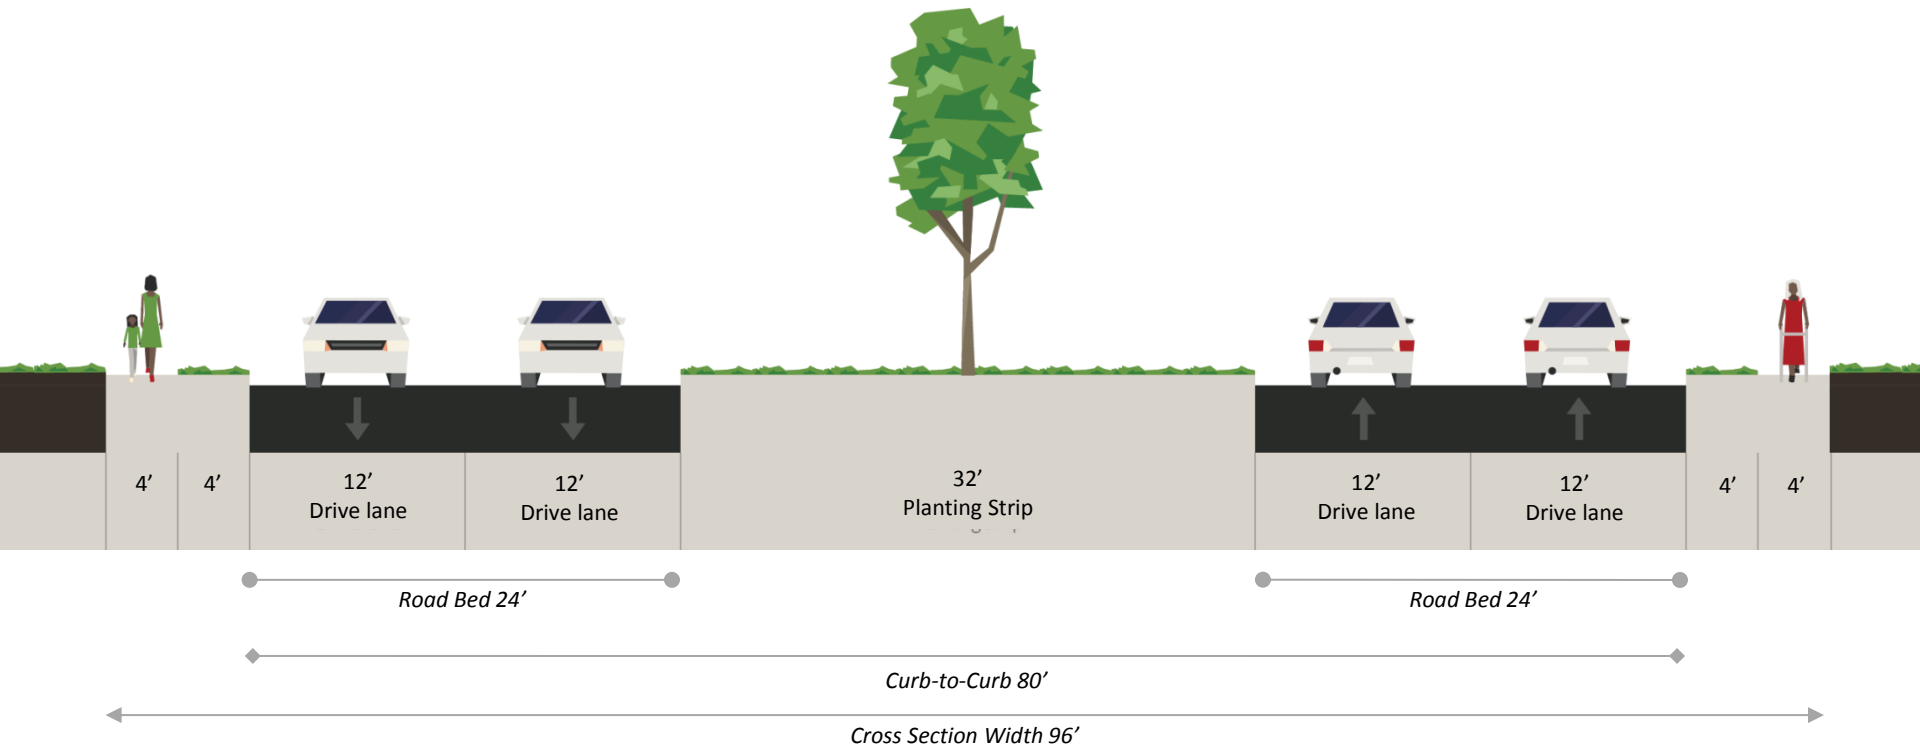 4’
4’
12’
Drive lane
12’
Drive lane
32’
Planting Strip
12’
Drive lane
12’
Drive lane
4’
4’
Road Bed 24’
Road Bed 24’
Curb-to-Curb 80’
Cross Section Width 96’